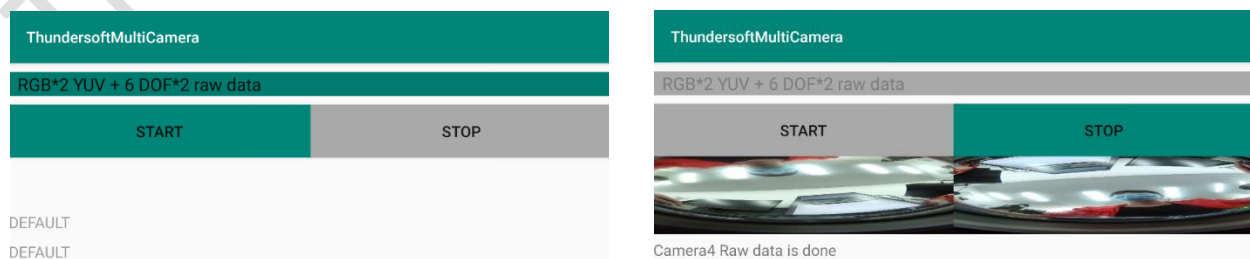 ThundersoftMultiCamera
RGB*2 YUV + 6 DOF*2 raw data
START
STOP
DEFAULT
DEFAULT
ThundersoftMultiCamera
RGB*2 YUV + 6 DOF*2 raw data
START
STOP
Camera4 Raw data is done